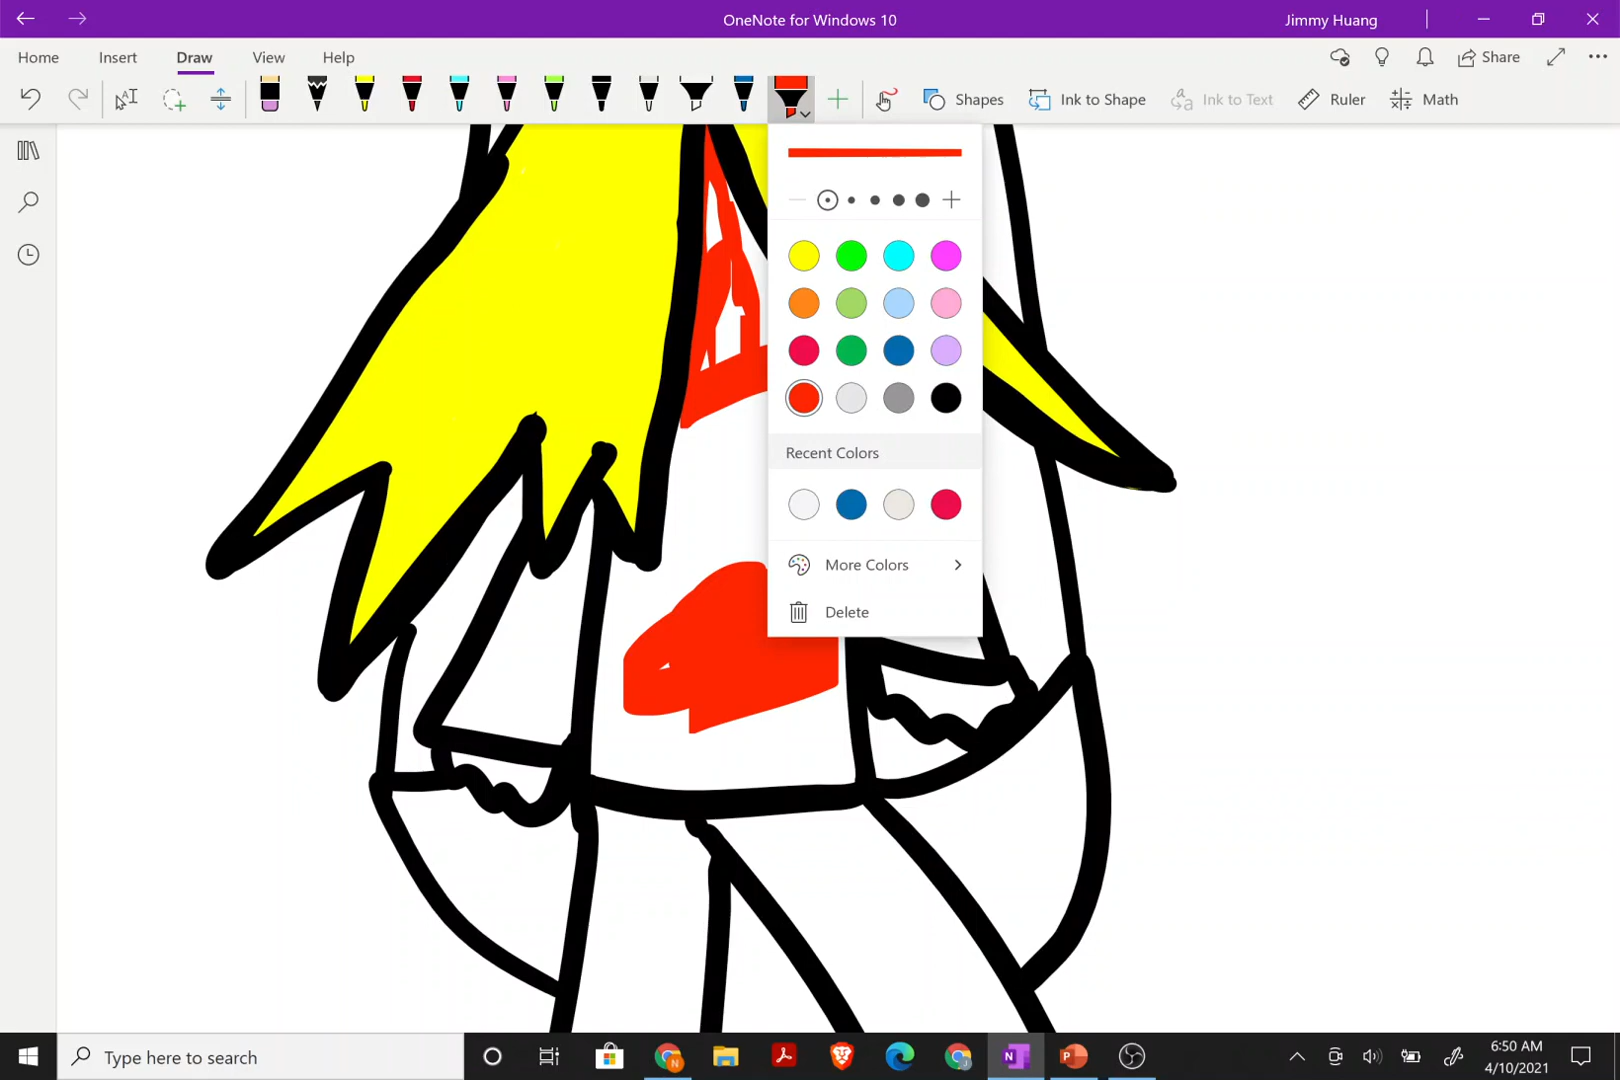 OneNote for Windows 10
Jimmy Huang
Home Insert Draw View Help
Share
Shapes Ink to Shape Ink to Text Ruler Math
Recent Colors
More Colors
Delete
Type here to search
6:50 AM
4/10/2021